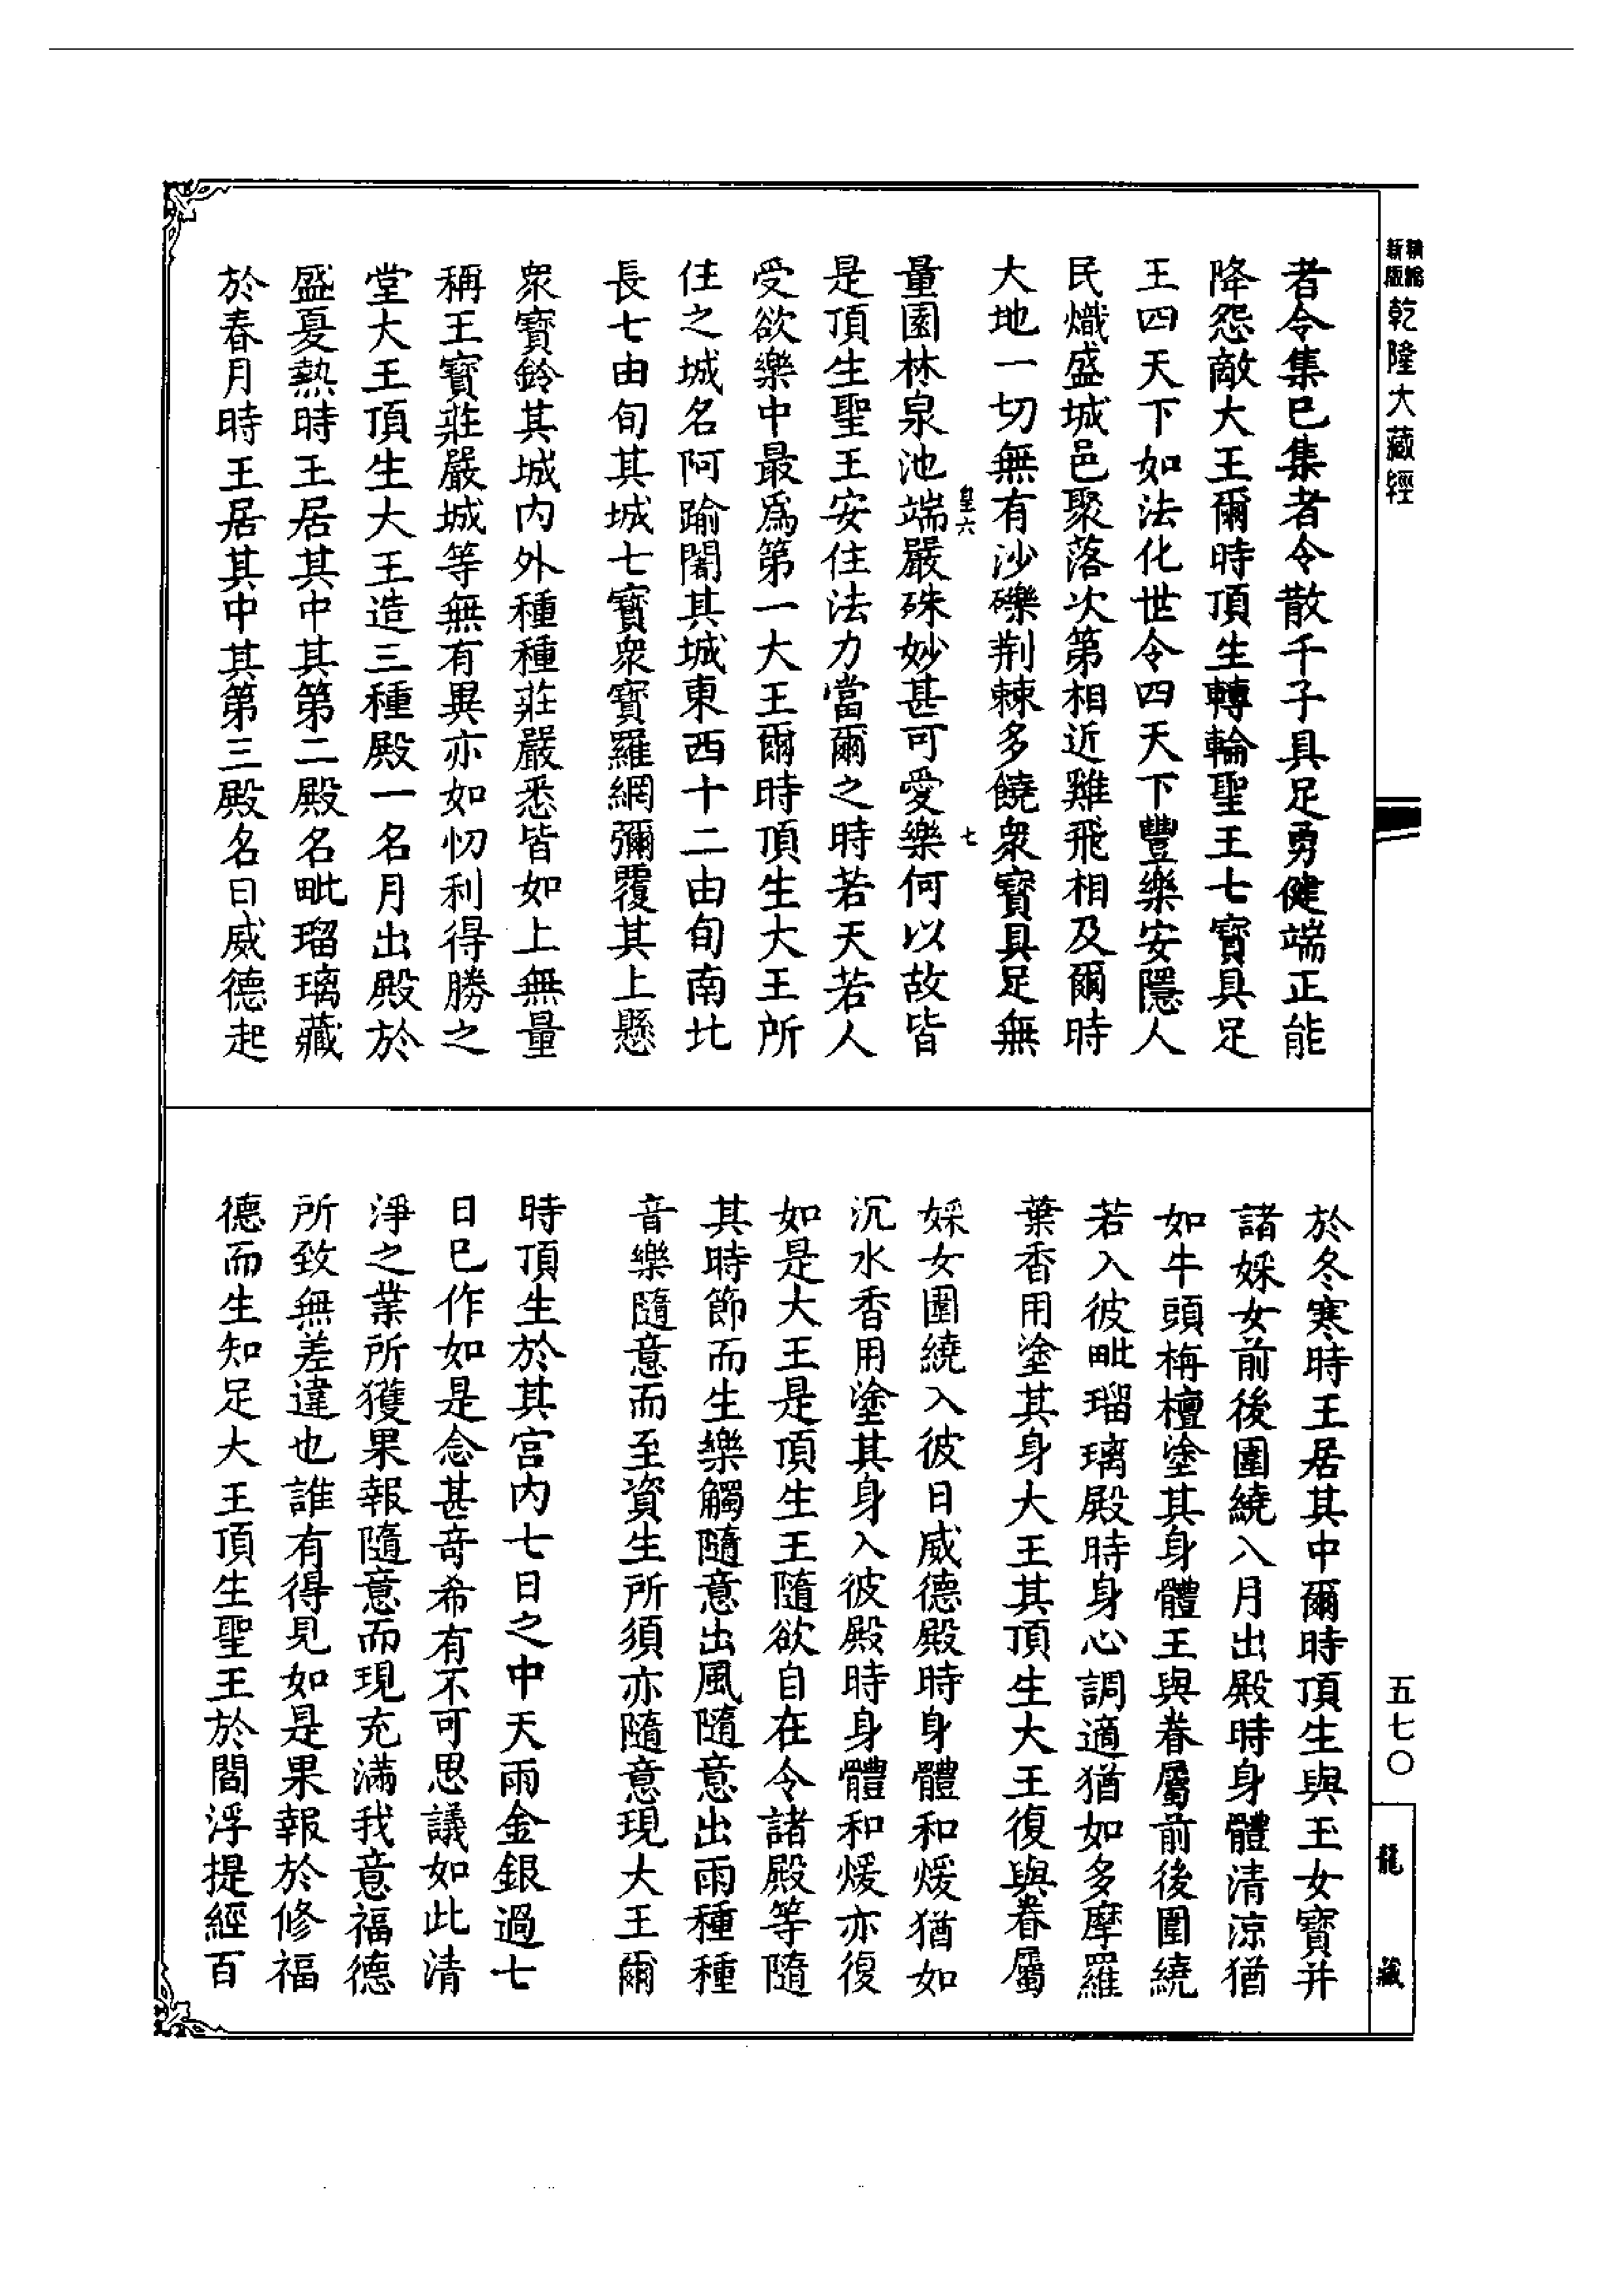 新版精縮乾隆大藏經
者令集已集者令散千子具足勇健端正能
降怨敵大王爾時頂生轉輪聖王七寶具足
王四天下如法化世令四天下豐樂安隱人
民熾盛城邑聚落次第相近雞飛相及爾時
大地一切無有沙礫荆棘多饒衆寶具足無
皇六 七
量園林泉池端嚴殊妙甚可愛樂何以故皆
是頂生聖王安住法力當爾之時若天若人
受欲樂中最爲第一大王爾時頂生大王所
住之城名阿踰闍其城東西十二由旬南北
長七由旬其城七寶衆寶羅網彌覆其上懸
衆寶鈴其城内外種種莊嚴悉皆如上無量
稱王寶莊嚴城等無有異亦如忉利得勝之
堂大王頂生大王造三種殿一名月出殿於
盛夏熱時王居其中其第二殿名毗瑠璃藏
於春月時王居其中其第三殿名曰威德起
於冬寒時王居其中爾時頂生與玉女寶并
諸婇女前後圍繞入月出殿時身體清涼猶
如牛頭栴檀塗其身體王與眷屬前後圍繞
若入彼毗瑠璃殿時身心調適猶如多摩羅
葉香用塗其身大王其頂生大王復與眷屬
婇女圍繞入彼日威德殿時身體和煖猶如
沉水香用塗其身入彼殿時身體和煖亦復
如是大王是頂生王隨欲自在令諸殿等隨
其時節而生樂觸隨意出風隨意出雨種種
音樂隨意而至資生所須亦隨意現大王爾
時頂生於其宮内七日之中天雨金銀過七
日已作如是念甚奇希有不可思議如此清
淨之業所獲果報隨意而現充滿我意福德
所致無差違也誰有得見如是果報於修福
德而生知足大王頂生聖王於閻浮提經百
五七〇
龍藏